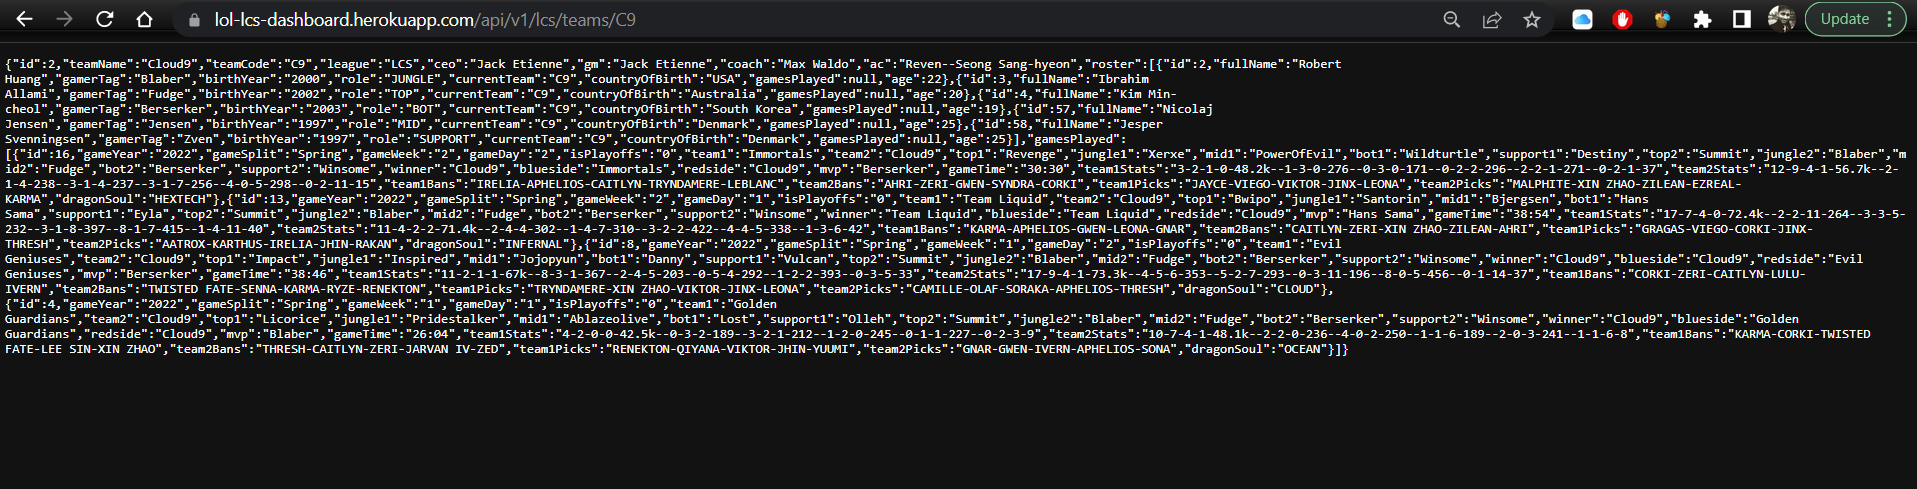 lol-lcs-dashboard.herokuapp.com/api/v1/lcs/teams/C9
Update
{"id":2,"teamName":"Cloud9","teamCode":"C9","league":"LCS","ceo":"Jack Etienne","gm":"Jack Etienne","coach":"Max Waldo","ac":"Reven--Seong Sang-hyeon","roster":[{"id":2,"fullName":"Robert
Huang","gamerTag":"Blaber","birthYear":"2000","role":"JUNGLE","currentTeam":"C9","countryOfBirth":"USA","gamesPlayed":null,"age":22},{"id":3,"fullName":"Ibrahim
Allami","gamerTag":"Fudge","birthYear":"2002","role":"TOP","currentTeam":"C9","countryOfBirth":"Australia","gamesPlayed":null,"age":20},{"id":4,"fullName":"Kim Min-
cheol","gamerTag":"Berserker","birthYear":"2003","role":"BOT","currentTeam":"C9","countryOfBirth":"South Korea","gamesPlayed":null,"age":19},{"id":57,"fullName":"Nicolaj
Jensen","gamerTag":"Jensen","birthYear":"1997","role":"MID","currentTeam":"C9","countryOfBirth":"Denmark","gamesPlayed":null,"age":25},{"id":58,"fullName":"Jesper
Svenningsen","gamerTag":"Zven","birthYear":"1997","role":"SUPPORT","currentTeam":"C9","countryOfBirth":"Denmark","gamesPlayed":null,"age":25}],"gamesPlayed":
[{"id":16,"gameYear":"2022","gameSplit":"Spring","gameWeek":"2","gameDay":"2","isPlayoffs":"0","team1":"Immortals","team2":"Cloud9","top1":"Revenge","jungle1":"Xerxe","mid1":"PowerOfEvil","bot1":"Wildturtle","support1":"Destiny","top2":"Summit","jungle2":"Blaber","m
id2":"Fudge","bot2":"Berserker","support2":"Winsome","winner":"Cloud9","blueside":"Immortals","redside":"Cloud9","mvp":"Berserker","gameTime":"30:30","team1Stats":"3-2-1-0-48.2k--1-3-0-276--0-3-0-171--0-2-2-296--2-2-1-271--0-2-1-37","team2Stats":"12-9-4-1-56.7k--2-
1-4-238--3-1-4-237--3-1-7-256--4-0-5-298--0-2-11-15","team1Bans":"IRELIA-APHELIOS-CAITLYN-TRYNDAMERE-LEBLANC","team2Bans":"AHRI-ZERI-GWEN-SYNDRA-CORKI","team1Picks":"JAYCE-VIEGO-VIKTOR-JINX-LEONA","team2Picks":"MALPHITE-XIN ZHAO-ZILEAN-EZREAL-
KARMA","dragonSoul":"HEXTECH"},{"id":13,"gameYear":"2022","gameSplit":"Spring","gameWeek":"2","gameDay":"1","isPlayoffs":"0","team1":"Team Liquid","team2":"Cloud9","top1":"Bwipo","jungle1":"Santorin","mid1":"Bjergsen","bot1":"Hans
Sama","support1":"Eyla","top2":"Summit","jungle2":"Blaber","mid2":"Fudge","bot2":"Berserker","support2":"Winsome","winner":"Team Liquid","blueside":"Team Liquid","redside":"Cloud9","mvp":"Hans Sama","gameTime":"38:54","team1Stats":"17-7-4-0-72.4k--2-2-11-264--3-3-5-
232--3-1-8-397--8-1-7-415--1-4-11-40","team2Stats":"11-4-2-2-71.4k--2-4-4-302--1-4-7-310--3-2-2-422--4-4-5-338--1-3-6-42","team1Bans":"KARMA-APHELIOS-GWEN-LEONA-GNAR","team2Bans":"CAITLYN-ZERI-XIN ZHAO-ZILEAN-AHRI","team1Picks":"GRAGAS-VIEGO-CORKI-JINX-
THRESH","team2Picks":"AATROX-KARTHUS-IRELIA-JHIN-RAKAN","dragonSoul":"INFERNAL"},{"id":8,"gameYear":"2022","gameSplit":"Spring","gameWeek":"1","gameDay":"2","isPlayoffs":"0","team1":"Evil
Geniuses","team2":"Cloud9","top1":"Impact","jungle1":"Inspired","mid1":"Jojopyun","bot1":"Danny","support1":"Vulcan","top2":"Summit","jungle2":"Blaber","mid2":"Fudge","bot2":"Berserker","support2":"Winsome","winner":"Cloud9","blueside":"Cloud9","redside":"Evil
Geniuses","mvp":"Berserker","gameTime":"38:46","team1Stats":"11-2-1-1-67k--8-3-1-367--2-4-5-203--0-5-4-292--1-2-2-393--0-3-5-33","team2Stats":"17-9-4-1-73.3k--4-5-6-353--5-2-7-293--0-3-11-196--8-0-5-456--0-1-14-37","team1Bans":"CORKI-ZERI-CAITLYN-LULU-
IVERN","team2Bans":"TWISTED FATE-SENNA-KARMA-RYZE-RENEKTON","team1Picks":"TRYNDAMERE-XIN ZHAO-VIKTOR-JINX-LEONA","team2Picks":"CAMILLE-OLAF-SORAKA-APHELIOS-THRESH","dragonSoul":"CLOUD"},
{"id":4,"gameYear":"2022","gameSplit":"Spring","gameWeek":"1","gameDay":"1","isPlayoffs":"0","team1":"Golden
Guardians","team2":"Cloud9","top1":"Licorice","jungle1":"Pridestalker","mid1":"Ablazeolive","bot1":"Lost","support1":"Olleh","top2":"Summit","jungle2":"Blaber","mid2":"Fudge","bot2":"Berserker","support2":"Winsome","winner":"Cloud9","blueside":"Golden
Guardians","redside":"Cloud9","mvp":"Blaber","gameTime":"26:04","team1Stats":"4-2-0-0-42.5k--0-3-2-189--3-2-1-212--1-2-0-245--0-1-1-227--0-2-3-9","team2Stats":"10-7-4-1-48.1k--2-2-0-236--4-0-2-250--1-1-6-189--2-0-3-241--1-1-6-8","team1Bans":"KARMA-CORKI-TWISTED
FATE-LEE SIN-XIN ZHAO","team2Bans":"THRESH-CAITLYN-ZERI-JARVAN IV-ZED","team1Picks":"RENEKTON-QIYANA-VIKTOR-JHIN-YUUMI","team2Picks":"GNAR-GWEN-IVERN-APHELIOS-SONA","dragonSoul":"OCEAN"}]}